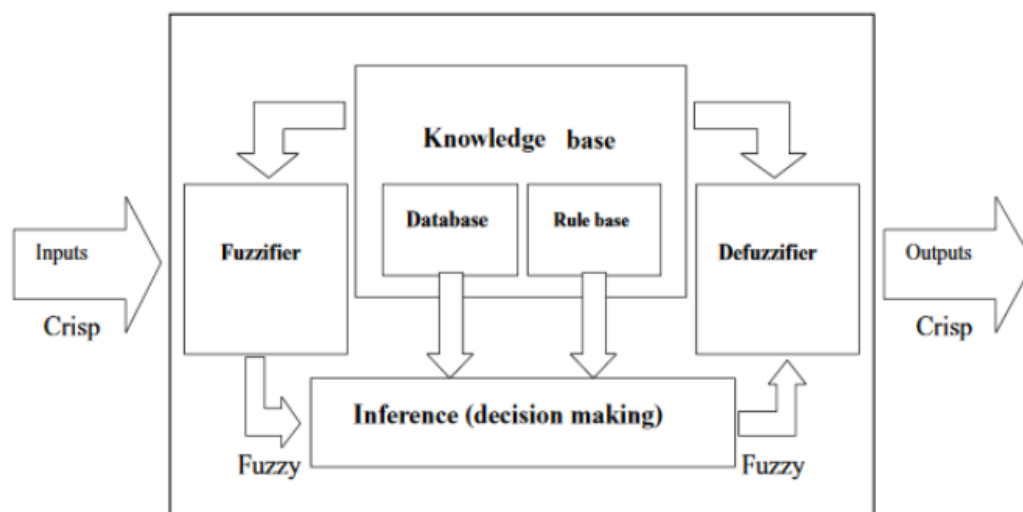 Knowledge base
Database
Rule base
Inputs
Fuzzifier
Defuzzifier
Outputs
Crisp
Crisp
Inference (decision making)
Fuzzy
Fuzzy